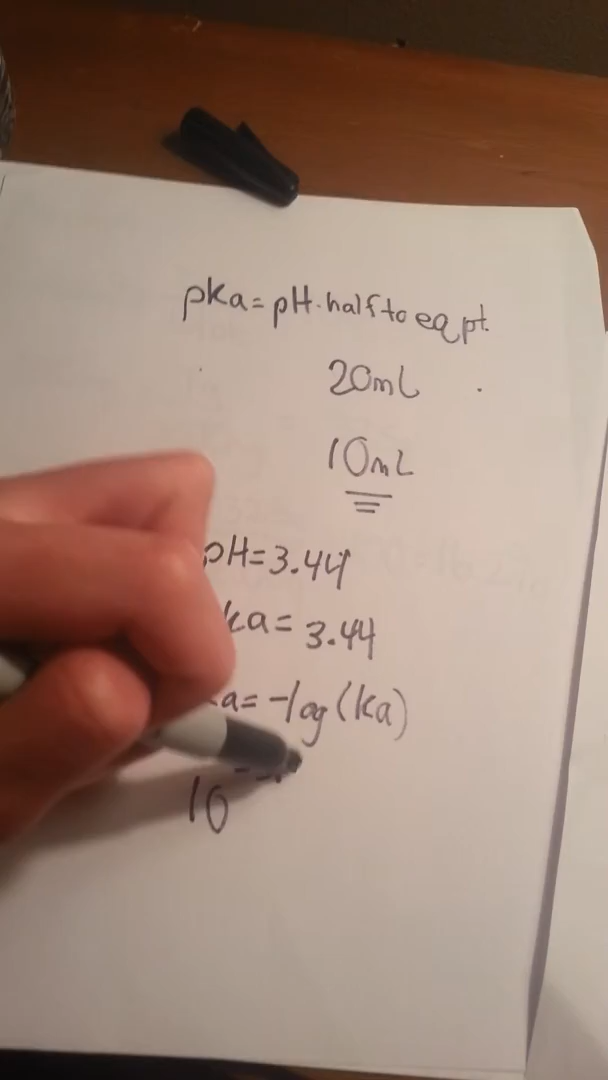 pka = pH. half to eq pt.
20mL
10mL
pH = 3.44
ka = 3.44
a = -log(ka)
10